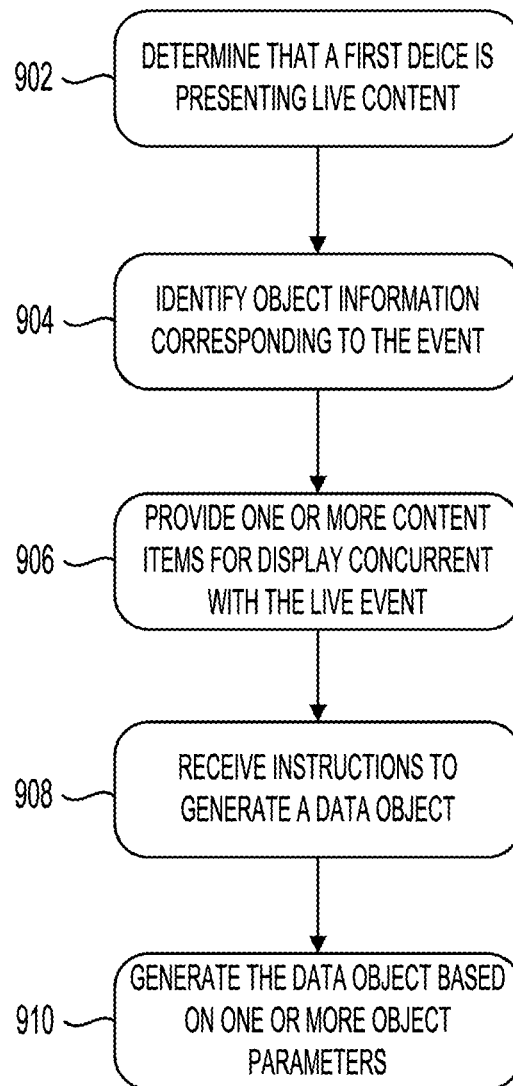 902
DETERMINE THAT A FIRST DEICE IS
PRESENTING LIVE CONTENT
904
IDENTIFY OBJECT INFORMATION
CORRESPONDING TO THE EVENT
906
PROVIDE ONE OR MORE CONTENT
ITEMS FOR DISPLAY CONCURRENT
WITH THE LIVE EVENT
908
RECEIVE INSTRUCTIONS TO
GENERATE A DATA OBJECT
910
GENERATE THE DATA OBJECT BASED
ON ONE OR MORE OBJECT
PARAMETERS